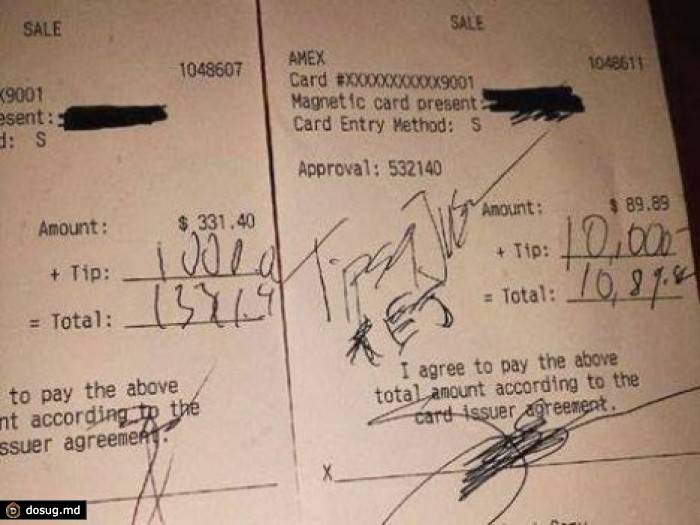 SALE
1048607
X9001
esent:
d: S
Amount: $ 331.40
+ Tip: 1000.0
= Total: 1331.4
to pay the above
nt according to the
ssuer agreement.
SALE
1048611
AMEX
Card #XXXXXXXXXXX9001
Magnetic card present:
Card Entry Method: S
Approval: 532140
Amount: $ 89.89
+ Tip: 10,000
= Total: 10,89.8
Tips
I agree to pay the above
total amount according to the
card issuer agreement.
X
dosug.md